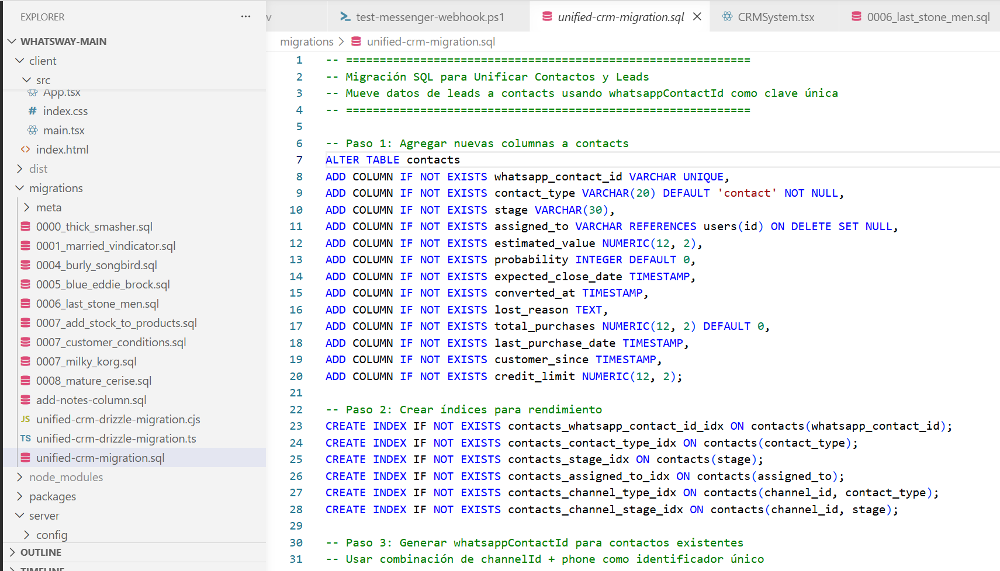 EXPLORER
···
WHATSWAY-MAIN
client
src
App.tsx
index.css
main.tsx
index.html
dist
migrations
meta
0000_thick_smasher.sql
0001_married_vindicator.sql
0004_burly_songbird.sql
0005_blue_eddie_brock.sql
0006_last_stone_men.sql
0007_add_stock_to_products.sql
0007_customer_conditions.sql
0007_milky_korg.sql
0008_mature_cerise.sql
add-notes-column.sql
JS unified-crm-drizzle-migration.cjs
TS unified-crm-drizzle-migration.ts
unified-crm-migration.sql
node_modules
packages
server
config
OUTLINE
TIMELINE
v
test-messenger-webhook.ps1
unified-crm-migration.sql
CRMSystem.tsx
0006_last_stone_men.sql
migrations > unified-crm-migration.sql
1 -- ============================================================
2 -- Migración SQL para Unificar Contactos y Leads
3 -- Mueve datos de leads a contacts usando whatsappContactId como clave única
4 -- ============================================================
5
6 -- Paso 1: Agregar nuevas columnas a contacts
7 ALTER TABLE contacts
8 ADD COLUMN IF NOT EXISTS whatsapp_contact_id VARCHAR UNIQUE,
9 ADD COLUMN IF NOT EXISTS contact_type VARCHAR(20) DEFAULT 'contact' NOT NULL,
10 ADD COLUMN IF NOT EXISTS stage VARCHAR(30),
11 ADD COLUMN IF NOT EXISTS assigned_to VARCHAR REFERENCES users(id) ON DELETE SET NULL,
12 ADD COLUMN IF NOT EXISTS estimated_value NUMERIC(12, 2),
13 ADD COLUMN IF NOT EXISTS probability INTEGER DEFAULT 0,
14 ADD COLUMN IF NOT EXISTS expected_close_date TIMESTAMP,
15 ADD COLUMN IF NOT EXISTS converted_at TIMESTAMP,
16 ADD COLUMN IF NOT EXISTS lost_reason TEXT,
17 ADD COLUMN IF NOT EXISTS total_purchases NUMERIC(12, 2) DEFAULT 0,
18 ADD COLUMN IF NOT EXISTS last_purchase_date TIMESTAMP,
19 ADD COLUMN IF NOT EXISTS customer_since TIMESTAMP,
20 ADD COLUMN IF NOT EXISTS credit_limit NUMERIC(12, 2);
21
22 -- Paso 2: Crear índices para rendimiento
23 CREATE INDEX IF NOT EXISTS contacts_whatsapp_contact_id_idx ON contacts(whatsapp_contact_id);
24 CREATE INDEX IF NOT EXISTS contacts_contact_type_idx ON contacts(contact_type);
25 CREATE INDEX IF NOT EXISTS contacts_stage_idx ON contacts(stage);
26 CREATE INDEX IF NOT EXISTS contacts_assigned_to_idx ON contacts(assigned_to);
27 CREATE INDEX IF NOT EXISTS contacts_channel_type_idx ON contacts(channel_id, contact_type);
28 CREATE INDEX IF NOT EXISTS contacts_channel_stage_idx ON contacts(channel_id, stage);
29
30 -- Paso 3: Generar whatsappContactId para contactos existentes
31 -- Usar combinación de channelId + phone como identificador único